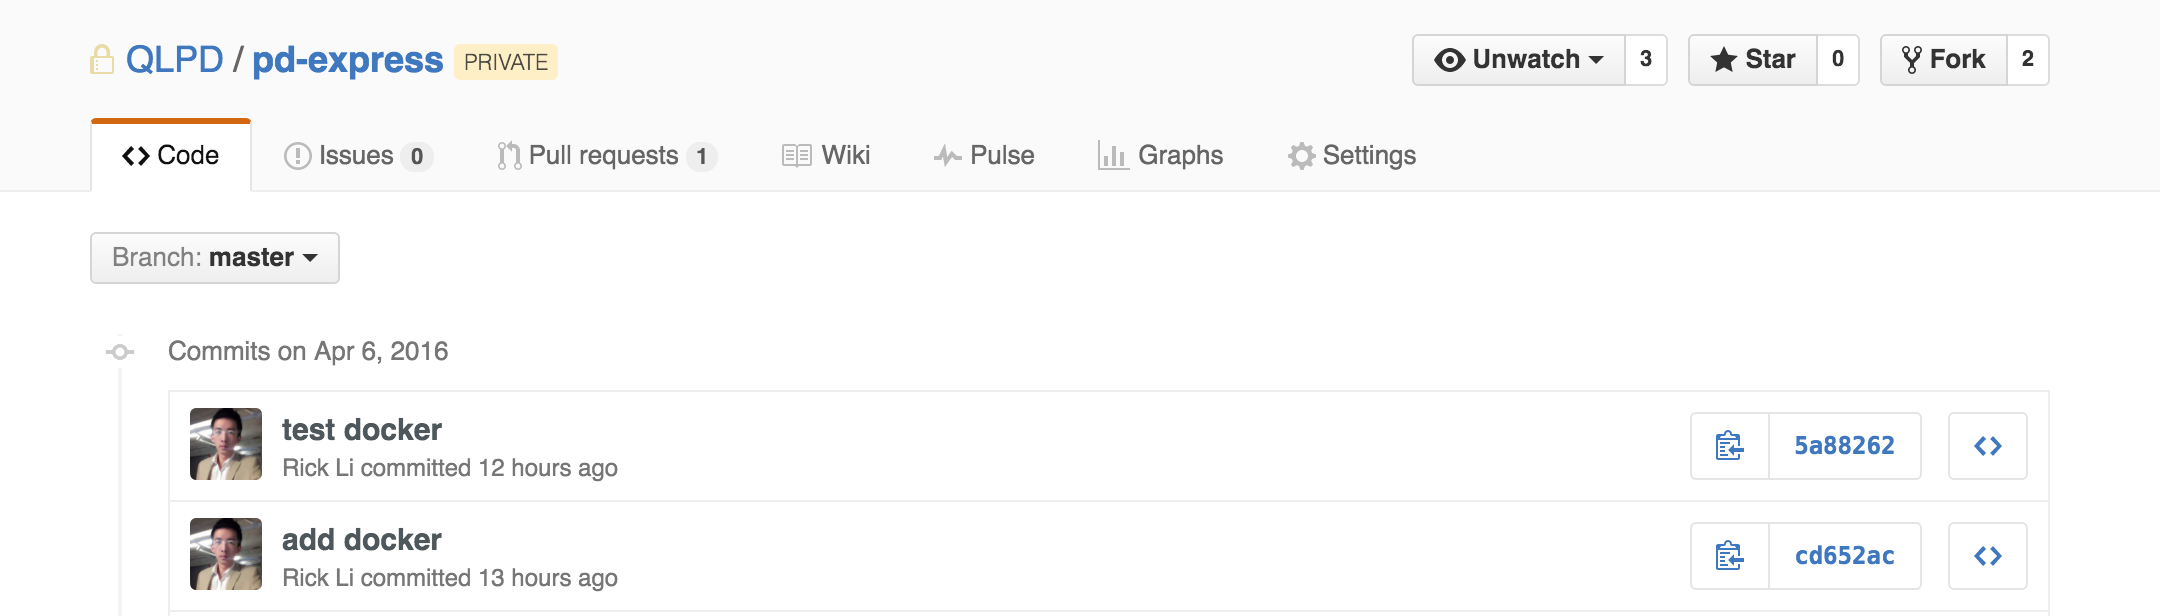 QLPD / pd-express PRIVATE Unwatch 3 Star 0 Fork 2
Code Issues 0 Pull requests 1 Wiki Pulse Graphs Settings
Branch: master
Commits on Apr 6, 2016
test docker
Rick Li committed 12 hours ago
5a88262
add docker
Rick Li committed 13 hours ago
cd652ac